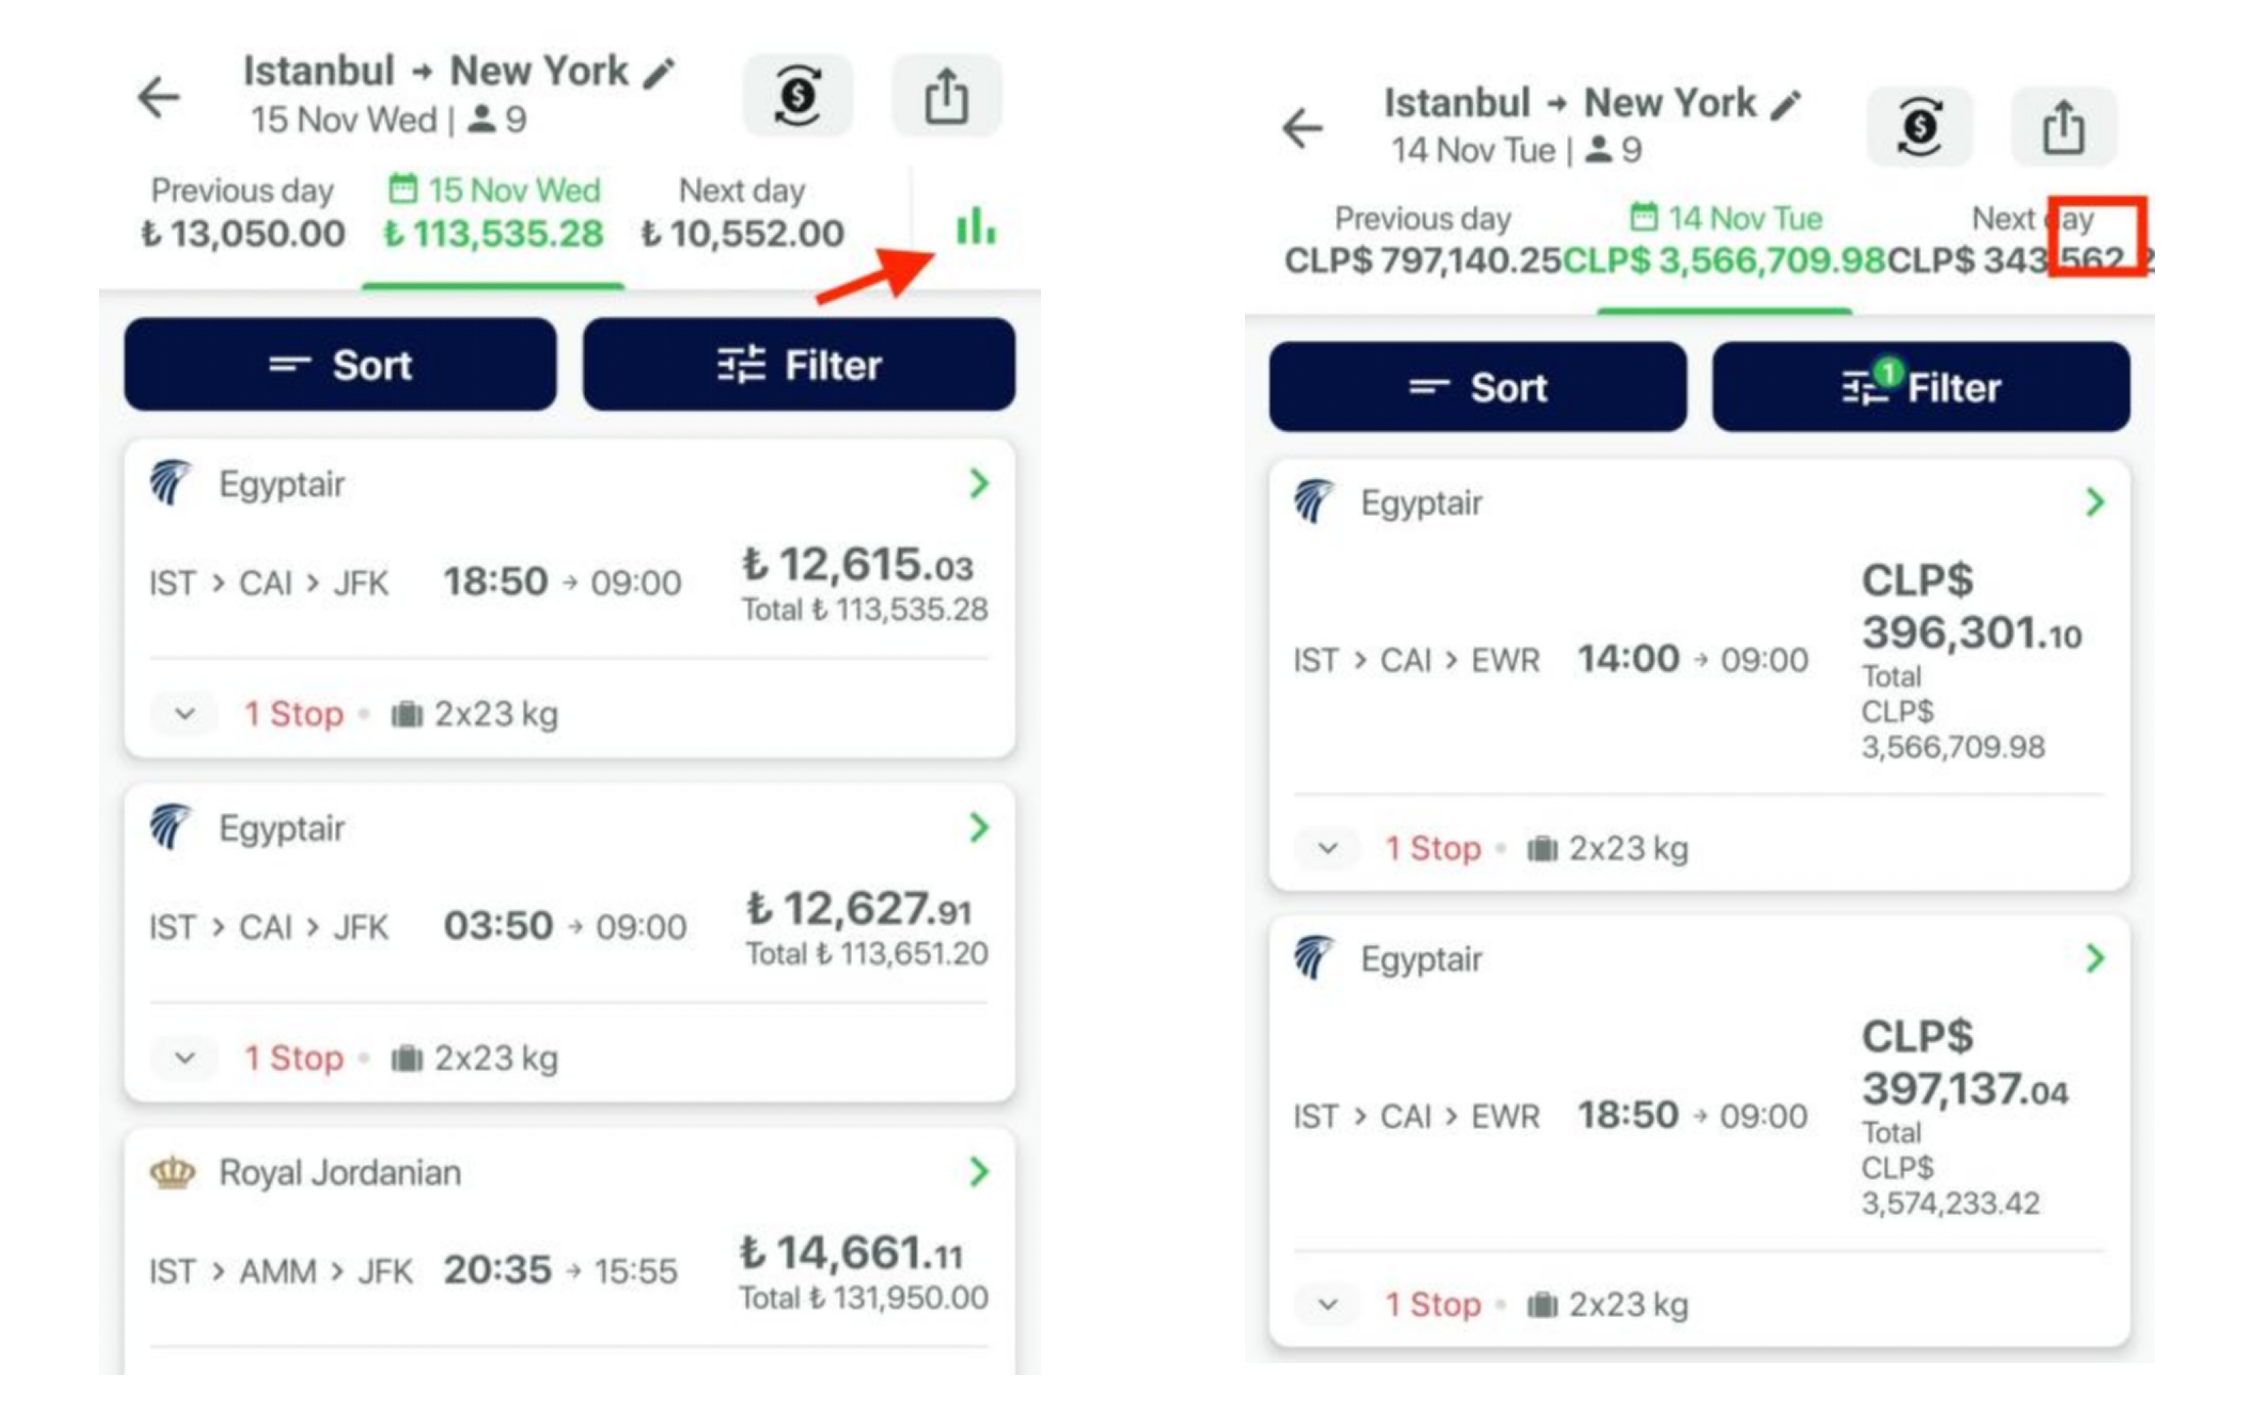 Istanbul → New York
15 Nov Wed | 9
Previous day
₺ 13,050.00
15 Nov Wed
₺ 113,535.28
Next day
₺ 10,552.00
Sort
Filter
Egyptair
IST > CAI > JFK 18:50 → 09:00
₺ 12,615.03
Total ₺ 113,535.28
1 Stop • 2x23 kg
Egyptair
IST > CAI > JFK 03:50 → 09:00
₺ 12,627.91
Total ₺ 113,651.20
1 Stop • 2x23 kg
Royal Jordanian
IST > AMM > JFK 20:35 → 15:55
₺ 14,661.11
Total ₺ 131,950.00
Istanbul → New York
14 Nov Tue | 9
Previous day
CLP$ 797,140.25
14 Nov Tue
CLP$ 3,566,709.98
Next day
CLP$ 343,562.2
Sort
1 Filter
Egyptair
IST > CAI > EWR 14:00 → 09:00
CLP$
396,301.10
Total
CLP$
3,566,709.98
1 Stop • 2x23 kg
Egyptair
IST > CAI > EWR 18:50 → 09:00
CLP$
397,137.04
Total
CLP$
3,574,233.42
1 Stop • 2x23 kg